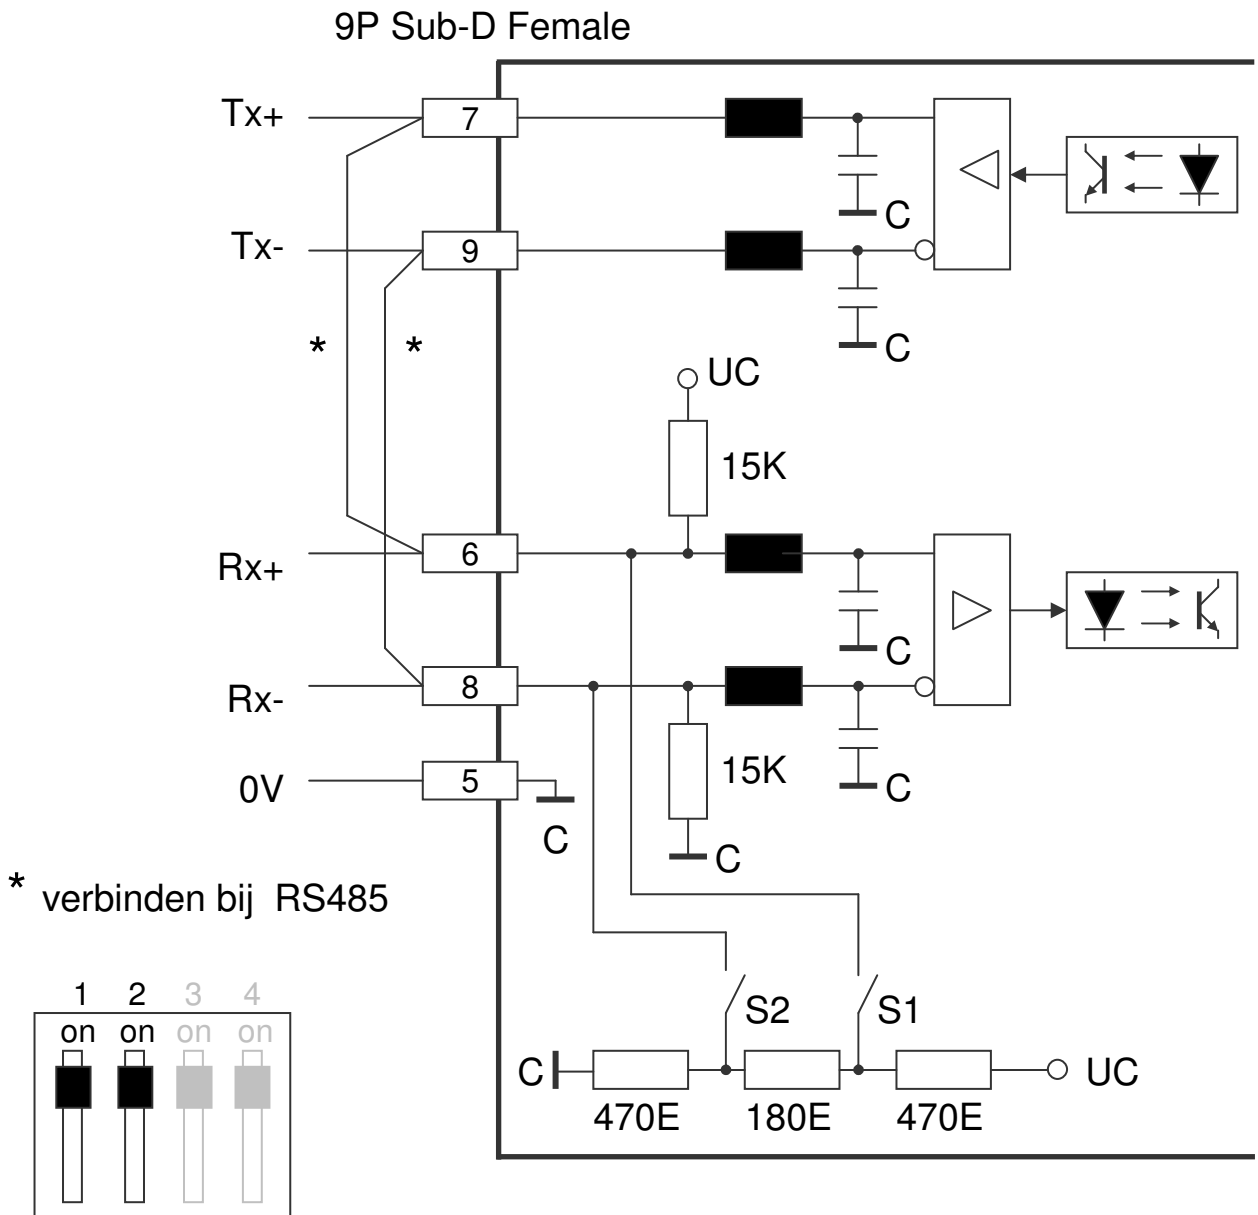 9P Sub-D Female
Tx+ 7
C
Tx- 9
C
* *
UC
15K
Rx+ 6
C
Rx- 8
15K
C
0V 5
C
C
* verbinden bij RS485
1 2 3 4
on on on on
S2 S1
C UC
470E 180E 470E